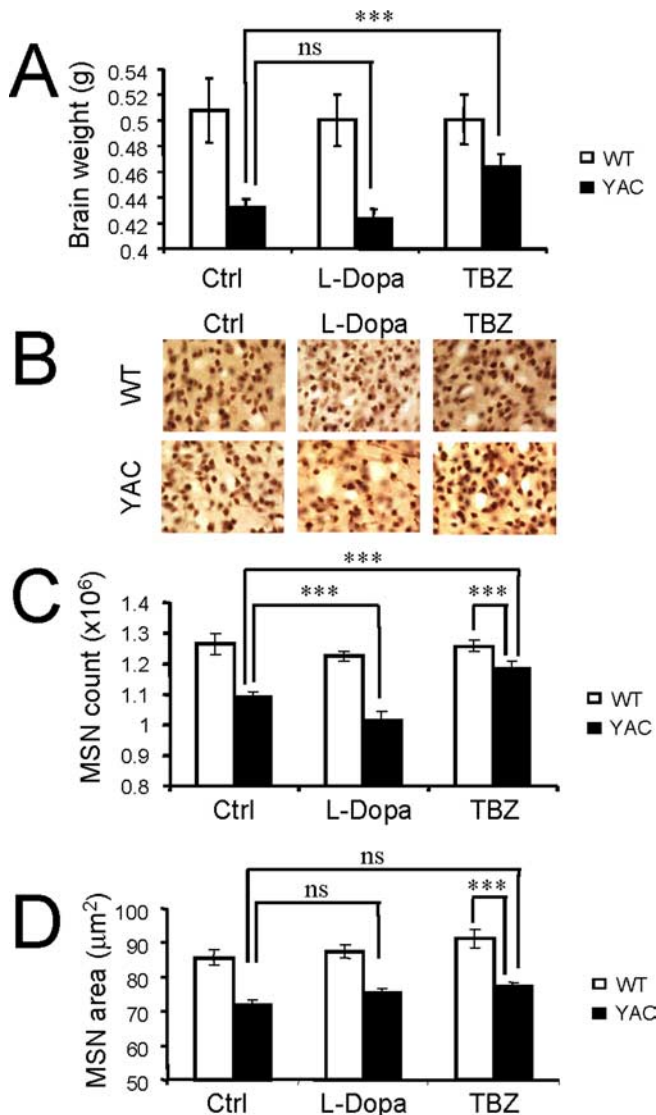 A
***
ns
Brain weight (g)
0.54
0.52
0.5
0.48
0.46
0.44
0.42
0.4
WT
YAC
Ctrl L-Dopa TBZ
B
Ctrl L-Dopa TBZ
WT
YAC
C
***
*** ***
MSN count (x10⁶)
1.4
1.3
1.2
1.1
1
0.9
0.8
WT
YAC
Ctrl L-Dopa TBZ
D
ns
ns ***
MSN area (µm²)
100
90
80
70
60
50
WT
YAC
Ctrl L-Dopa TBZ